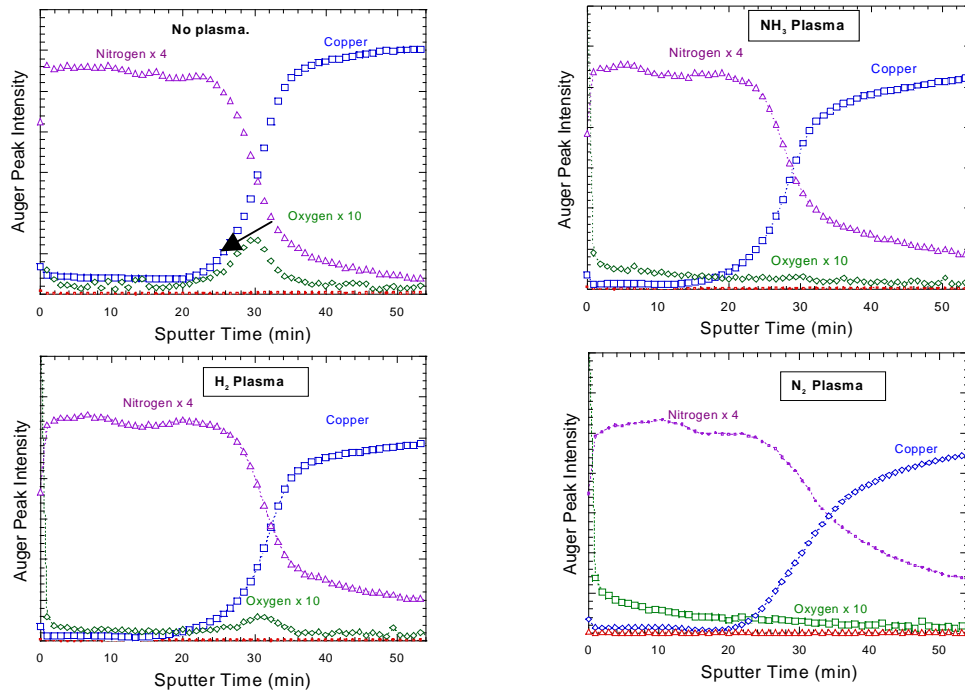 No plasma.
Copper
Nitrogen x 4
Oxygen x 10
Auger Peak Intensity
0 10 20 30 40 50
Sputter Time (min)
NH₃ Plasma
Nitrogen x 4
Copper
Oxygen x 10
Auger Peak Intensity
0 10 20 30 40 50
Sputter Time (min)
H₂ Plasma
Nitrogen x 4
Copper
Oxygen x 10
Auger Peak Intensity
0 10 20 30 40 50
Sputter Time (min)
N₂ Plasma
Nitrogen x 4
Copper
Oxygen x 10
Auger Peak Intensity
0 10 20 30 40 50
Sputter Time (min)